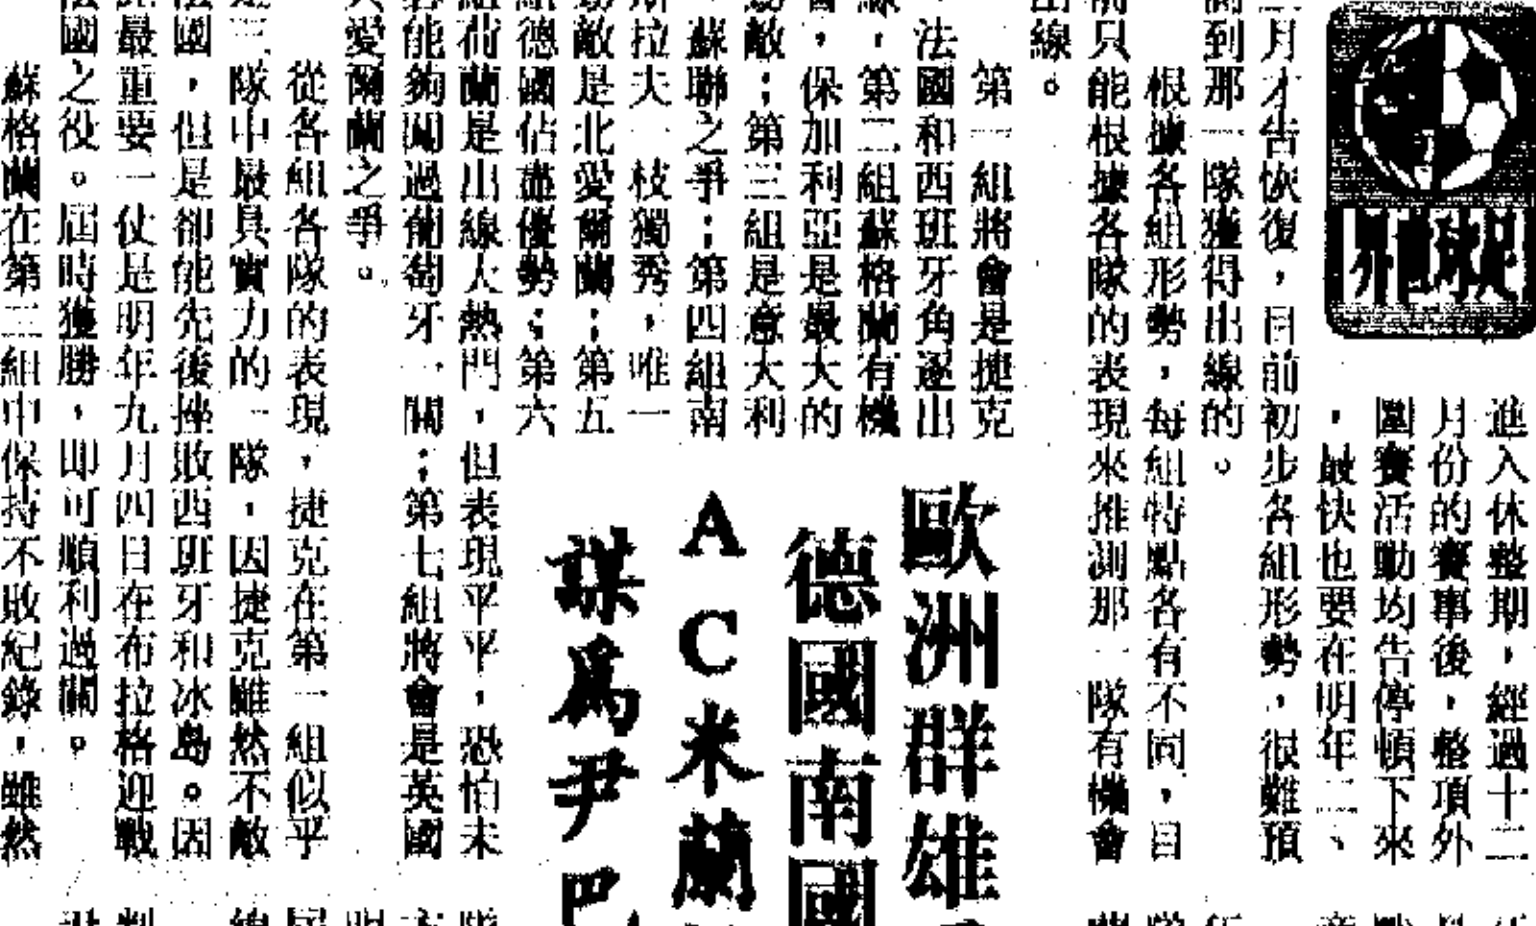 足球世界
進入休整期，經過十二
月份的賽事後，整項外
圍賽活動均告停頓下來
，最快也要在明年二、
三月才告恢復，目前初步各組形勢，很難預
到那一隊獲得出線的。
根據各組形勢，每組特點各有不同，目
前只能根據各隊的表現來推測那一隊有機會
出線。
歐洲群雄
德國南國
AC米蘭
謀爲尹巴
第一組將會是捷克
、法國和西班牙角逐出
線，第二組蘇格蘭有機
會，保加利亞是最大的
勁敵；第三組是意大利
、蘇聯之爭；第四組南
斯拉夫一枝獨秀，唯一
勁敵是北愛爾蘭；第五
組德國佔盡優勢；第六
組荷蘭是出線大熱門，但表現平平，恐怕未
能夠闖過葡萄牙一關；第七組將會是英國
與愛爾蘭之爭。
從各組各隊的表現，捷克在第一組似乎
是三隊中最具實力的一隊，因捷克雖然不敵
法國，但是卻能先後挫敗西班牙和冰島。因
最重要一仗是明年九月四日在布拉格迎戰
法國之役。屆時獲勝，即可順利過關。
蘇格蘭在第二組中保持不敗紀錄，雖然